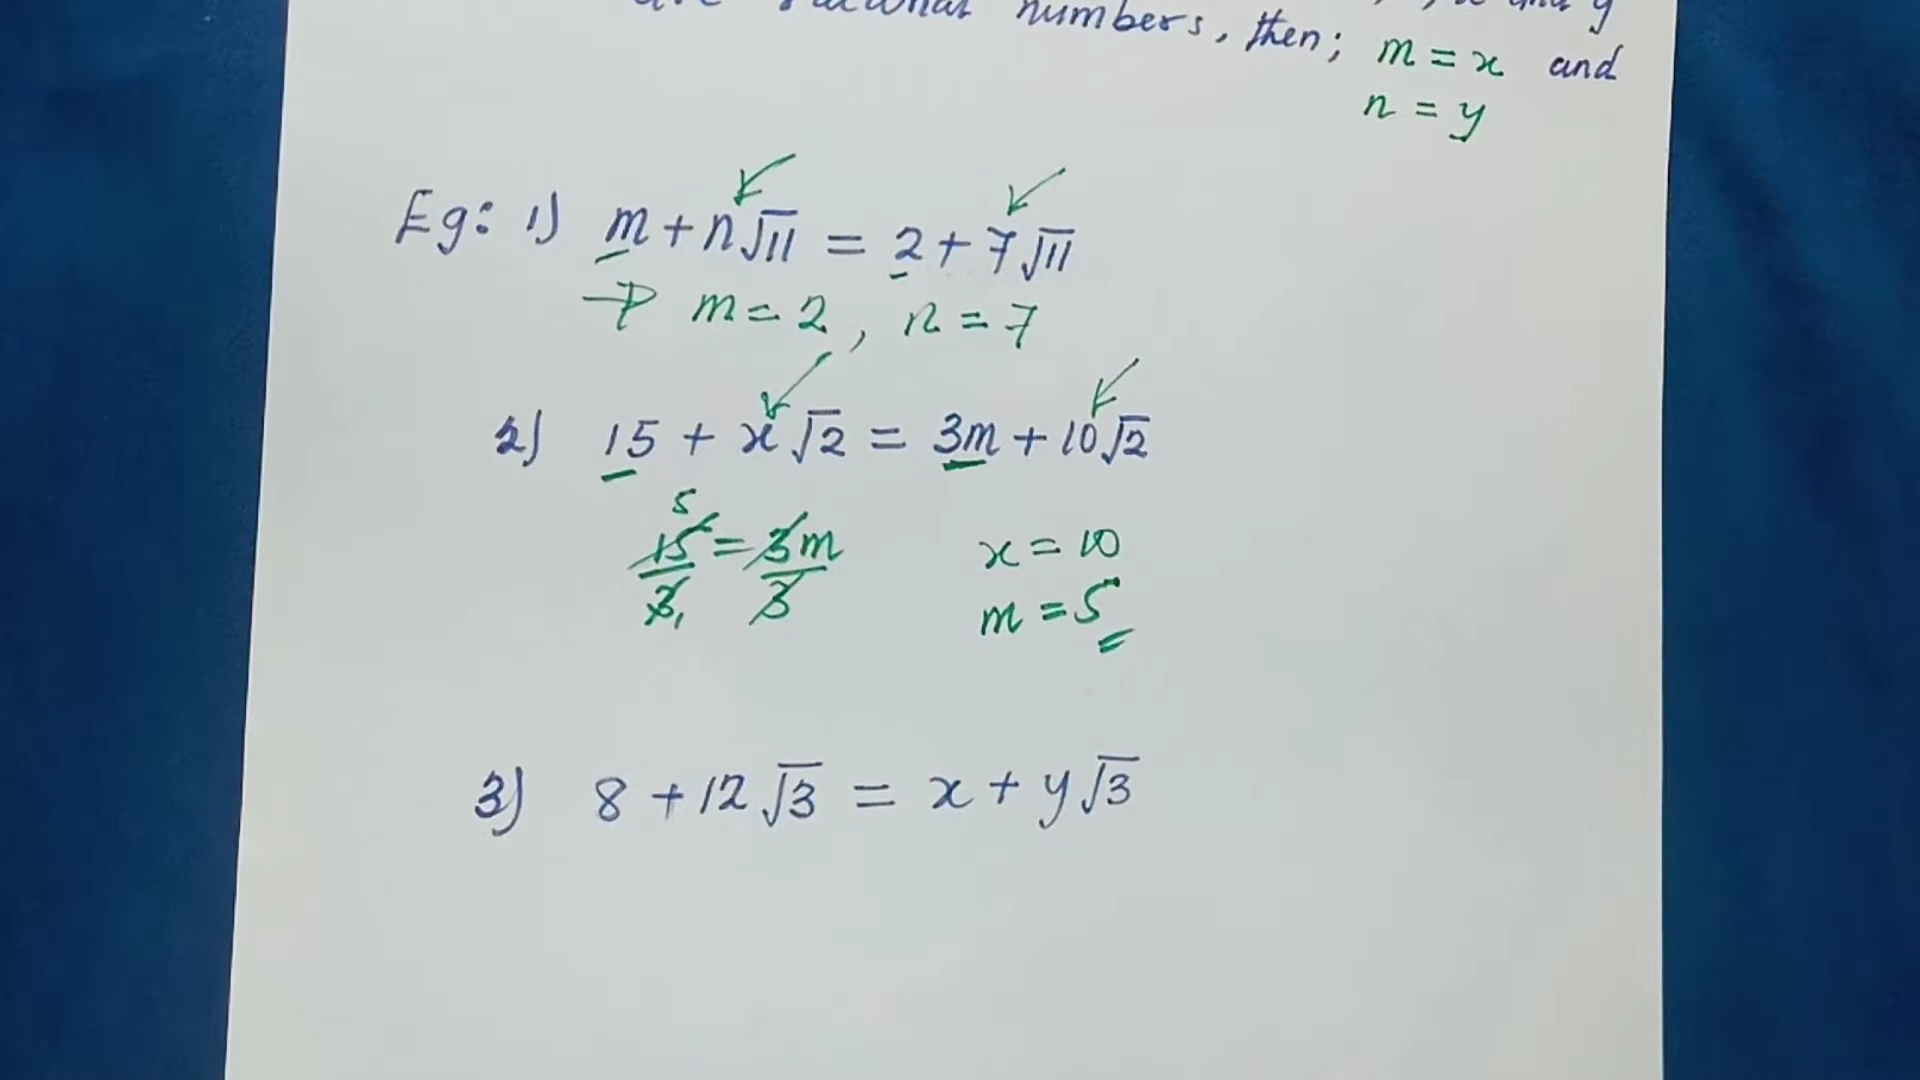 numbers, then; m = x and
n = y
Eg: 1) m + n√11 = 2 + 7√11
→ m = 2, n = 7
2) 15 + x√2 = 3m + 10√2
5
15/3 = 3m/3 x = 10
1
m = 5
3) 8 + 12√3 = x + y√3